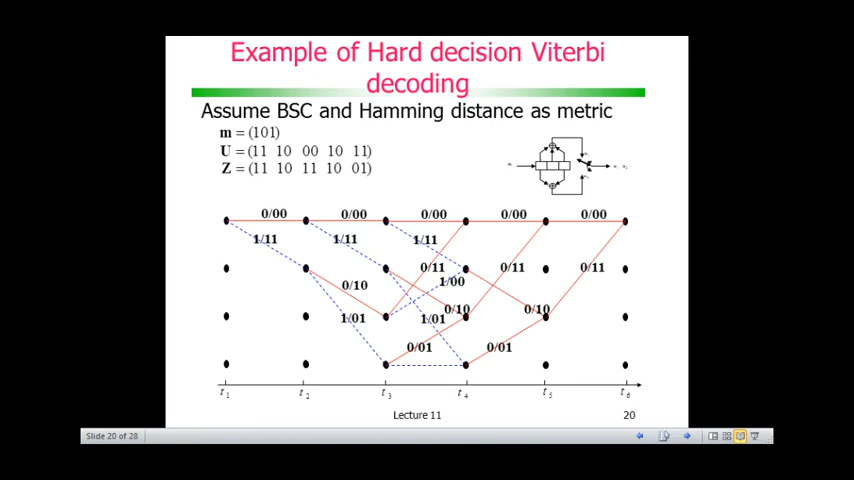 Example of Hard decision Viterbi
decoding
Assume BSC and Hamming distance as metric
m = (101)
U = (11 10 00 10 11)
Z = (11 10 11 10 01)
0/00 0/00 0/00 0/00 0/00
1/11 1/11 1/11
0/11 0/11 0/11
0/10 1/00
0/10 0/10
1/01 1/01
0/01 0/01
t1 t2 t3 t4 t5 t6
Lecture 11 20
Slide 20 of 28